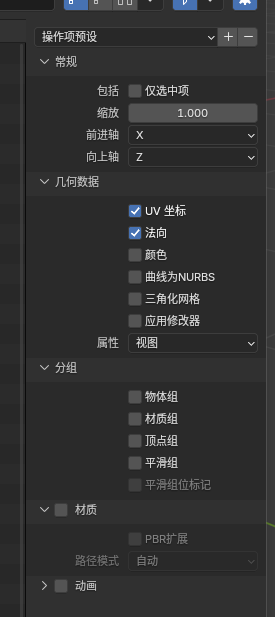 操作项预设
常规
包括 仅选中项
缩放 1.000
前进轴 X
向上轴 Z
几何数据
UV 坐标
法向
颜色
曲线为NURBS
三角化网格
应用修改器
属性 视图
分组
物体组
材质组
顶点组
平滑组
平滑组位标记
材质
PBR扩展
路径模式 自动
动画